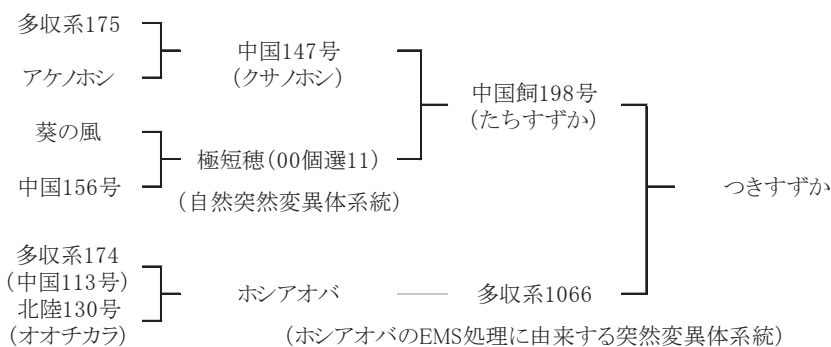 多収系175
アケノホシ
中国147号
(クサノホシ)
葵の風
中国156号
極短穂(00個選11)
(自然突然変異体系統)
中国飼198号
(たちすずか)
多収系174
(中国113号)
北陸130号
(オオチカラ)
ホシアオバ
多収系1066
(ホシアオバのEMS処理に由来する突然変異体系統)
つきすずか